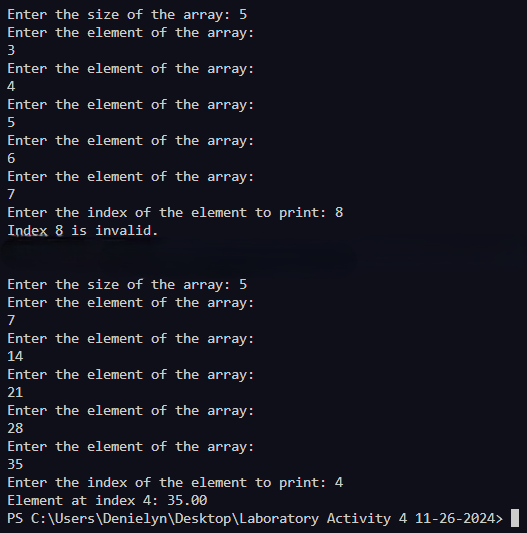 Enter the size of the array: 5
Enter the element of the array:
3
Enter the element of the array:
4
Enter the element of the array:
5
Enter the element of the array:
6
Enter the element of the array:
7
Enter the index of the element to print: 8
Index 8 is invalid.
Enter the size of the array: 5
Enter the element of the array:
7
Enter the element of the array:
14
Enter the element of the array:
21
Enter the element of the array:
28
Enter the element of the array:
35
Enter the index of the element to print: 4
Element at index 4: 35.00
PS C:\Users\Denielyn\Desktop\Laboratory Activity 4 11-26-2024>